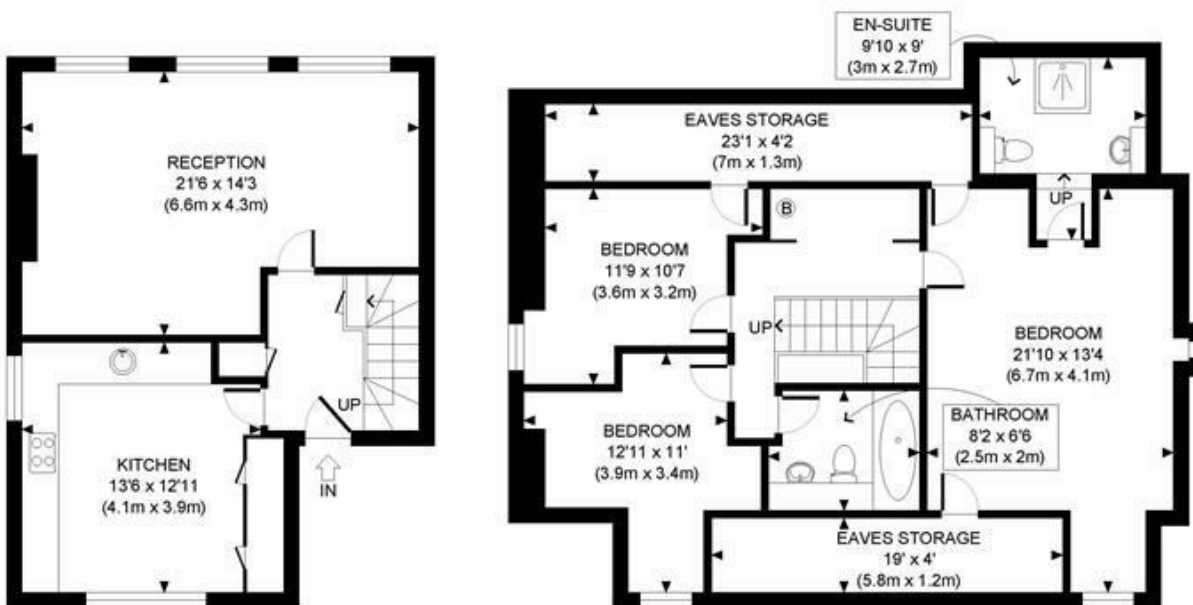 RECEPTION
21'6 x 14'3
(6.6m x 4.3m)
UP
KITCHEN
13'6 x 12'11
(4.1m x 3.9m)
IN
EN-SUITE
9'10 x 9'
(3m x 2.7m)
EAVES STORAGE
23'1 x 4'2
(7m x 1.3m)
UP
B
BEDROOM
11'9 x 10'7
(3.6m x 3.2m)
UP
BEDROOM
21'10 x 13'4
(6.7m x 4.1m)
BEDROOM
12'11 x 11'
(3.9m x 3.4m)
BATHROOM
8'2 x 6'6
(2.5m x 2m)
EAVES STORAGE
19' x 4'
(5.8m x 1.2m)